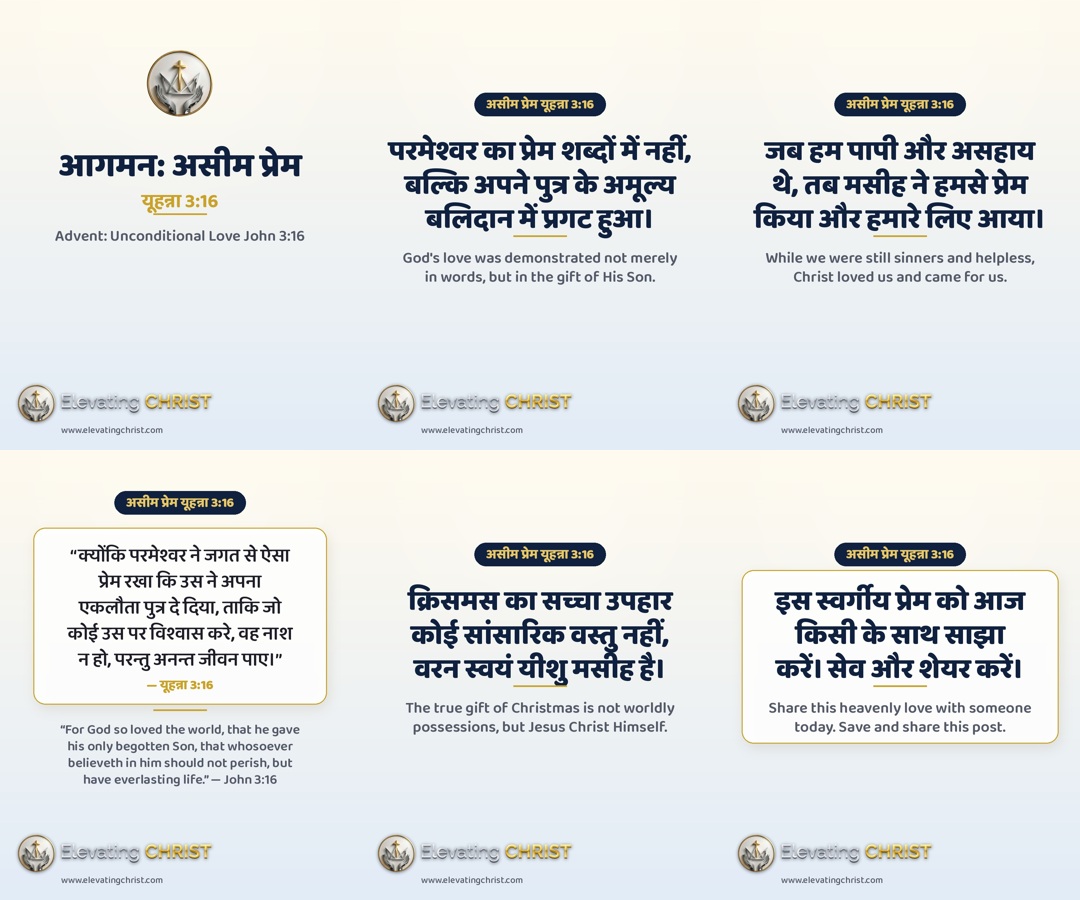 आगमन: असीम प्रेम
यूहन्ना 3:16
Advent: Unconditional Love John 3:16
Elevating CHRIST
www.elevatingchrist.com
असीम प्रेम यूहन्ना 3:16
परमेश्वर का प्रेम शब्दों में नहीं,
बल्कि अपने पुत्र के अमूल्य
बलिदान में प्रगट हुआ।
God's love was demonstrated not merely
in words, but in the gift of His Son.
Elevating CHRIST
www.elevatingchrist.com
असीम प्रेम यूहन्ना 3:16
जब हम पापी और असहाय
थे, तब मसीह ने हमसे प्रेम
किया और हमारे लिए आया।
While we were still sinners and helpless,
Christ loved us and came for us.
Elevating CHRIST
www.elevatingchrist.com
असीम प्रेम यूहन्ना 3:16
“क्योंकि परमेश्वर ने जगत से ऐसा
प्रेम रखा कि उस ने अपना
एकलौता पुत्र दे दिया, ताकि जो
कोई उस पर विश्वास करे, वह नाश
न हो, परन्तु अनन्त जीवन पाए।”
— यूहन्ना 3:16
“For God so loved the world, that he gave
his only begotten Son, that whosoever
believeth in him should not perish, but
have everlasting life.” — John 3:16
Elevating CHRIST
www.elevatingchrist.com
असीम प्रेम यूहन्ना 3:16
क्रिसमस का सच्चा उपहार
कोई सांसारिक वस्तु नहीं,
वरन स्वयं यीशु मसीह है।
The true gift of Christmas is not worldly
possessions, but Jesus Christ Himself.
Elevating CHRIST
www.elevatingchrist.com
असीम प्रेम यूहन्ना 3:16
इस स्वर्गीय प्रेम को आज
किसी के साथ साझा
करें। सेव और शेयर करें।
Share this heavenly love with someone
today. Save and share this post.
Elevating CHRIST
www.elevatingchrist.com